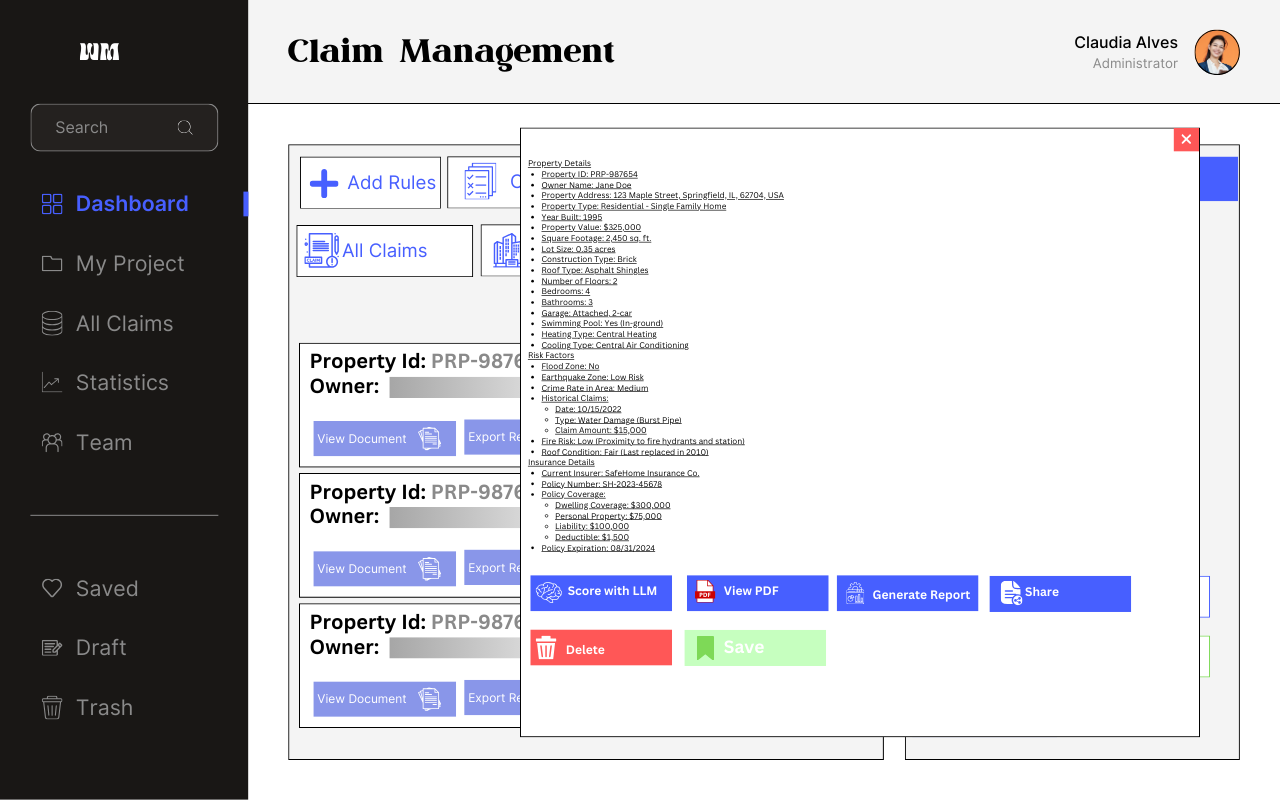 WM
Claim Management
Claudia Alves
Administrator
Search
Dashboard
My Project
All Claims
Statistics
Team
Saved
Draft
Trash
Add Rules
All Claims
Property Id: PRP-9876
Owner:
View Document
Export Re
Property Id: PRP-9876
Owner:
View Document
Export Re
Property Id: PRP-9876
Owner:
View Document
Export Re
Property Details
Property ID: PRP-987654
Owner Name: Jane Doe
Property Address: 123 Maple Street, Springfield, IL, 62704, USA
Property Type: Residential - Single Family Home
Year Built: 1995
Property Value: $325,000
Square Footage: 2,450 sq. ft.
Lot Size: 0.35 acres
Construction Type: Brick
Roof Type: Asphalt Shingles
Number of Floors: 2
Bedrooms: 4
Bathrooms: 3
Garage: Attached, 2-car
Swimming Pool: Yes (In-ground)
Heating Type: Central Heating
Cooling Type: Central Air Conditioning
Risk Factors
Flood Zone: No
Earthquake Zone: Low Risk
Crime Rate in Area: Medium
Historical Claims:
Date: 10/15/2022
Type: Water Damage (Burst Pipe)
Claim Amount: $15,000
Fire Risk: Low (Proximity to fire hydrants and station)
Roof Condition: Fair (Last replaced in 2010)
Insurance Details
Current Insurer: SafeHome Insurance Co.
Policy Number: SH-2023-45678
Policy Coverage:
Dwelling Coverage: $300,000
Personal Property: $75,000
Liability: $100,000
Deductible: $1,500
Policy Expiration: 08/31/2024
Score with LLM
PDF
View PDF
Generate Report
Share
Delete
Save